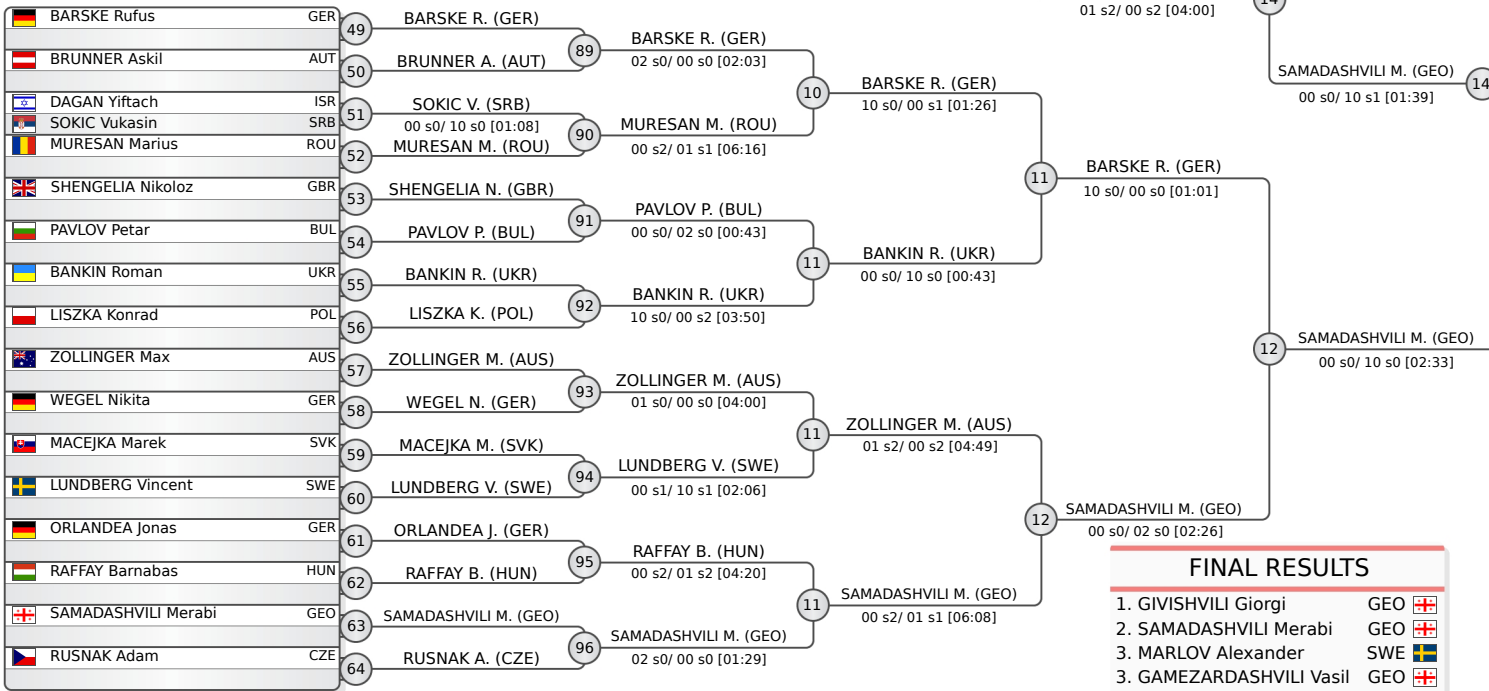 BARSKE Rufus GER
BRUNNER Askil AUT
DAGAN Yiftach ISR
SOKIC Vukasin SRB
MURESAN Marius ROU
SHENGELIA Nikoloz GBR
PAVLOV Petar BUL
BANKIN Roman UKR
LISZKA Konrad POL
ZOLLINGER Max AUS
WEGEL Nikita GER
MACEJKA Marek SVK
LUNDBERG Vincent SWE
ORLANDEA Jonas GER
RAFFAY Barnabas HUN
SAMADASHVILI Merabi GEO
RUSNAK Adam CZE
49
50
51
52
53
54
55
56
57
58
59
60
61
62
63
64
BARSKE R. (GER)
BRUNNER A. (AUT)
SOKIC V. (SRB)
00 s0/ 10 s0 [01:08]
MURESAN M. (ROU)
SHENGELIA N. (GBR)
PAVLOV P. (BUL)
BANKIN R. (UKR)
LISZKA K. (POL)
ZOLLINGER M. (AUS)
WEGEL N. (GER)
MACEJKA M. (SVK)
LUNDBERG V. (SWE)
ORLANDEA J. (GER)
RAFFAY B. (HUN)
SAMADASHVILI M. (GEO)
RUSNAK A. (CZE)
89
90
91
92
93
94
95
96
BARSKE R. (GER)
02 s0/ 00 s0 [02:03]
MURESAN M. (ROU)
00 s2/ 01 s1 [06:16]
PAVLOV P. (BUL)
00 s0/ 02 s0 [00:43]
BANKIN R. (UKR)
10 s0/ 00 s2 [03:50]
ZOLLINGER M. (AUS)
01 s0/ 00 s0 [04:00]
LUNDBERG V. (SWE)
00 s1/ 10 s1 [02:06]
RAFFAY B. (HUN)
00 s2/ 01 s2 [04:20]
SAMADASHVILI M. (GEO)
02 s0/ 00 s0 [01:29]
10
11
11
11
BARSKE R. (GER)
10 s0/ 00 s1 [01:26]
BANKIN R. (UKR)
00 s0/ 10 s0 [00:43]
ZOLLINGER M. (AUS)
01 s2/ 00 s2 [04:49]
SAMADASHVILI M. (GEO)
00 s2/ 01 s1 [06:08]
11
12
BARSKE R. (GER)
10 s0/ 00 s0 [01:01]
SAMADASHVILI M. (GEO)
00 s0/ 02 s0 [02:26]
12
SAMADASHVILI M. (GEO)
00 s0/ 10 s0 [02:33]
01 s2/ 00 s2 [04:00]
14
SAMADASHVILI M. (GEO)
00 s0/ 10 s1 [01:39]
14
FINAL RESULTS
1. GIVISHVILI Giorgi GEO
2. SAMADASHVILI Merabi GEO
3. MARLOV Alexander SWE
3. GAMEZARDASHVILI Vasil GEO